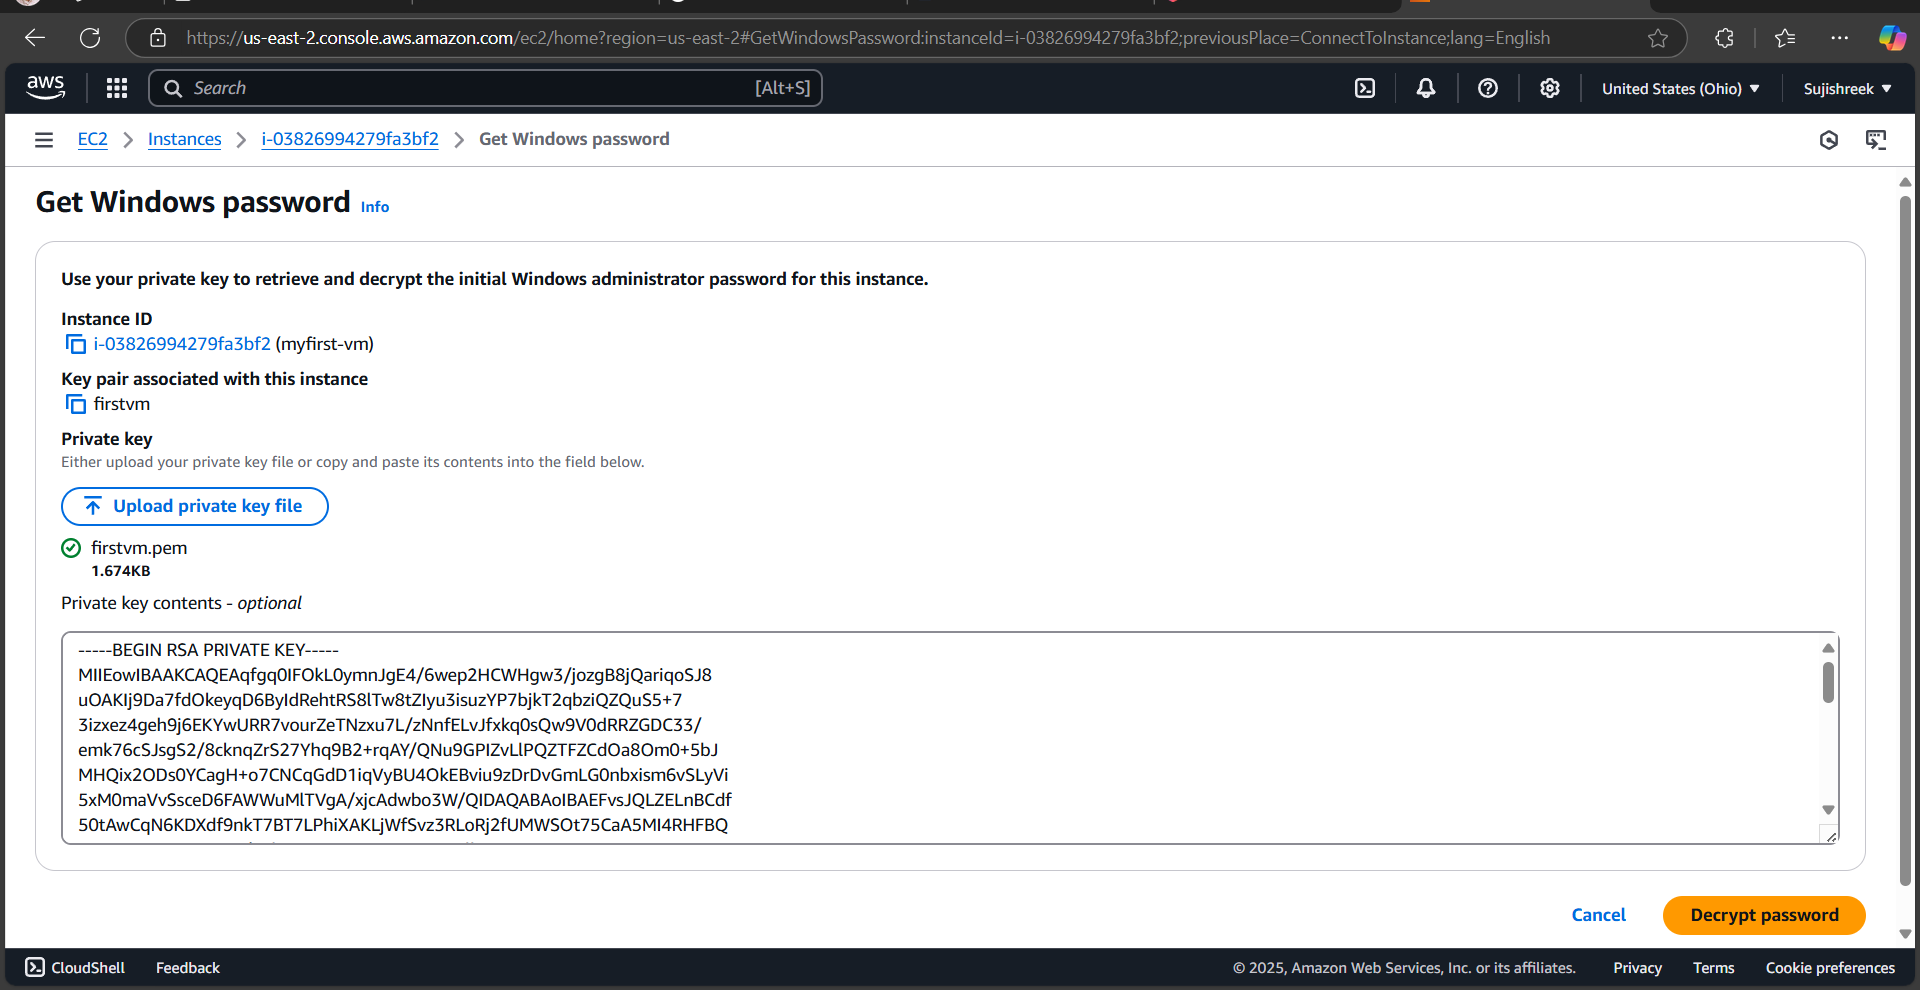 https://us-east-2.console.aws.amazon.com/ec2/home?region=us-east-2#GetWindowsPassword:instanceId=i-03826994279fa3bf2;previousPlace=ConnectToInstance;lang=English
aws
Search
[Alt+S]
United States (Ohio)
Sujishreek
EC2
Instances
i-03826994279fa3bf2
Get Windows password
Get Windows password Info
Use your private key to retrieve and decrypt the initial Windows administrator password for this instance.
Instance ID
i-03826994279fa3bf2 (myfirst-vm)
Key pair associated with this instance
firstvm
Private key
Either upload your private key file or copy and paste its contents into the field below.
Upload private key file
firstvm.pem
1.674KB
Private key contents - optional
-----BEGIN RSA PRIVATE KEY-----
MIIEowIBAAKCAQEAqfgq0IFOkL0ymnJgE4/6wep2HCWHgw3/jozgB8jQariqoSJ8
uOAKIj9Da7fdOkeyqD6ByIdRehtRS8lTw8tZIyu3isuzYP7bjkT2qbziQZQuS5+7
3izxez4geh9j6EKYwURR7vourZeTNzxu7L/zNnfELvJfxkq0sQw9V0dRRZGDC33/
emk76cSJsgS2/8cknqZrS27Yhq9B2+rqAY/QNu9GPIZvLlPQZTFZCdOa8Om0+5bJ
MHQix2ODs0YCagH+o7CNCqGdD1iqVyBU4OkEBviu9zDrDvGmLG0nbxism6vSLyVi
5xM0maVvSsceD6FAWWuMlTVgA/xjcAdwbo3W/QIDAQABAoIBAEFvsJQLZELnBCdf
50tAwCqN6KDXdf9nkT7BT7LPhiXAKLjWfSvz3RLoRj2fUMWSOt75CaA5MI4RHFBQ
Cancel
Decrypt password
CloudShell
Feedback
© 2025, Amazon Web Services, Inc. or its affiliates.
Privacy
Terms
Cookie preferences